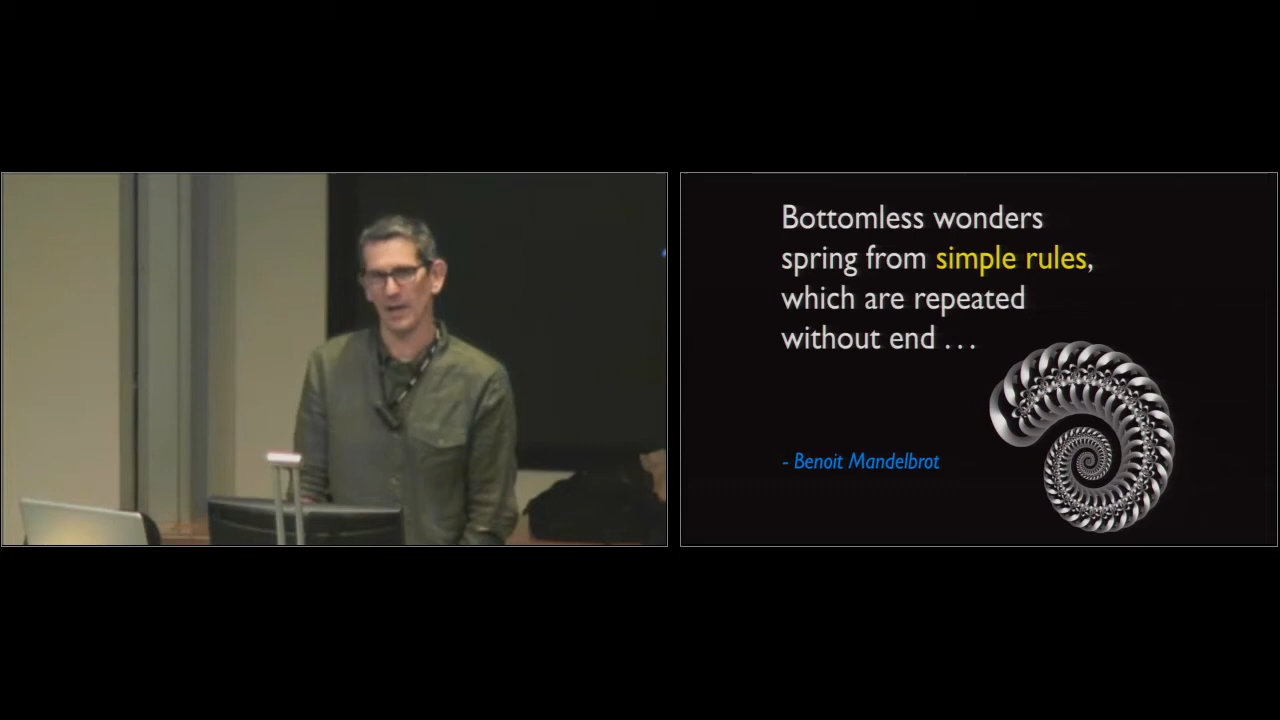 Bottomless wonders
spring from simple rules,
which are repeated
without end . . .
- Benoit Mandelbrot